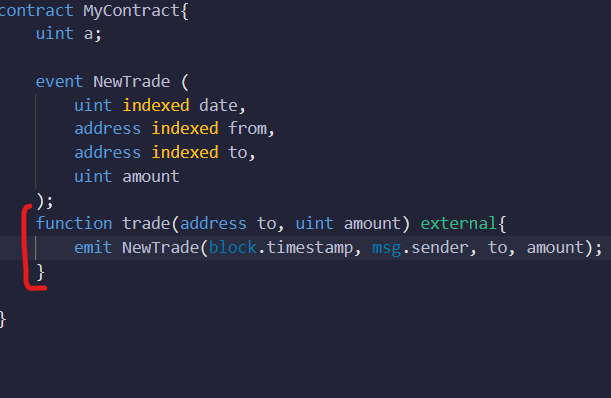 contract MyContract{
uint a;
event NewTrade (
uint indexed date,
address indexed from,
address indexed to,
uint amount
);
function trade(address to, uint amount) external{
emit NewTrade(block.timestamp, msg.sender, to, amount);
}
}